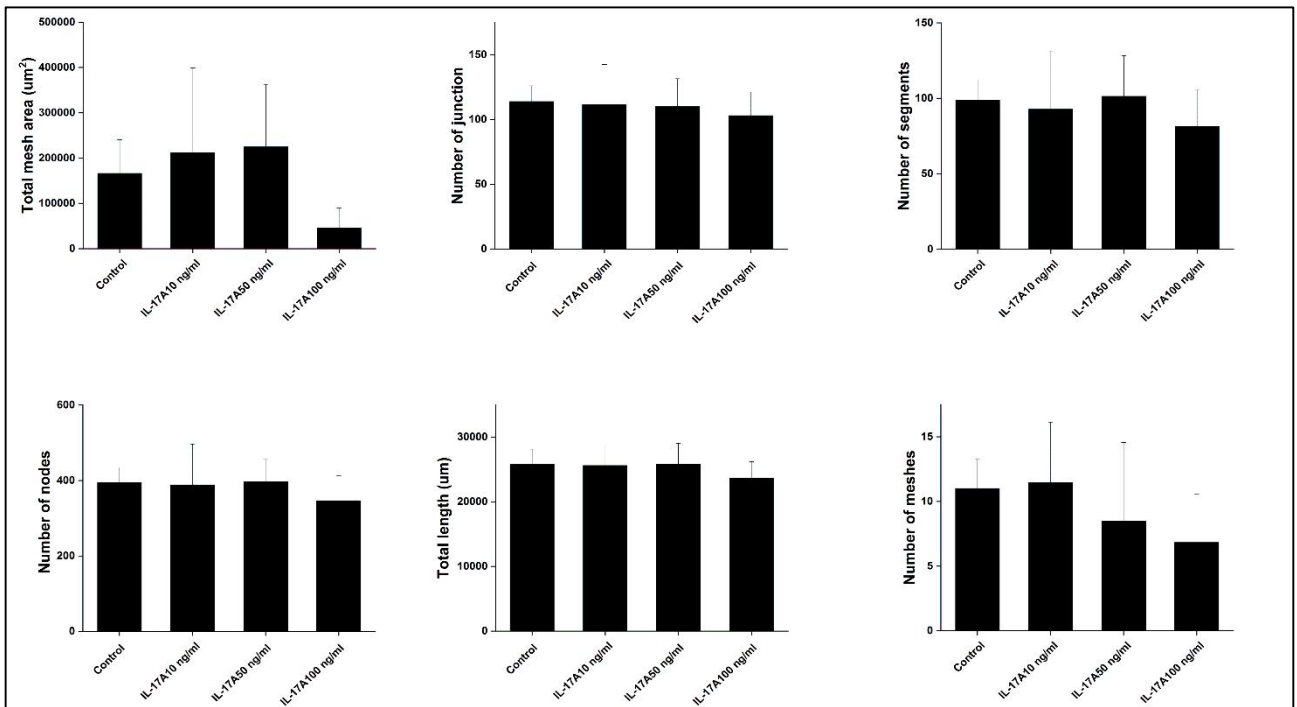 Total mesh area (um²)
500000
400000
300000
200000
100000
0
Control
IL-17A10 ng/ml
IL-17A50 ng/ml
IL-17A100 ng/ml
Number of junction
150
100
50
0
Control
IL-17A10 ng/ml
IL-17A50 ng/ml
IL-17A100 ng/ml
Number of segments
150
100
50
0
Control
IL-17A10 ng/ml
IL-17A50 ng/ml
IL-17A100 ng/ml
Number of nodes
600
400
200
0
Control
IL-17A10 ng/ml
IL-17A50 ng/ml
IL-17A100 ng/ml
Total length (um)
30000
20000
10000
0
Control
IL-17A10 ng/ml
IL-17A50 ng/ml
IL-17A100 ng/ml
Number of meshes
15
10
5
0
Control
IL-17A10 ng/ml
IL-17A50 ng/ml
IL-17A100 ng/ml